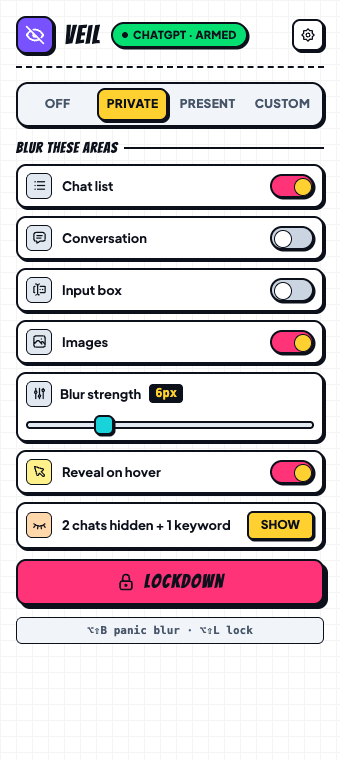 VEIL
CHATGPT · ARMED
OFF PRIVATE PRESENT CUSTOM
BLUR THESE AREAS
Chat list
Conversation
Input box
Images
Blur strength 6px
Reveal on hover
2 chats hidden + 1 keyword SHOW
LOCKDOWN
⌥⇧B panic blur · ⌥⇧L lock